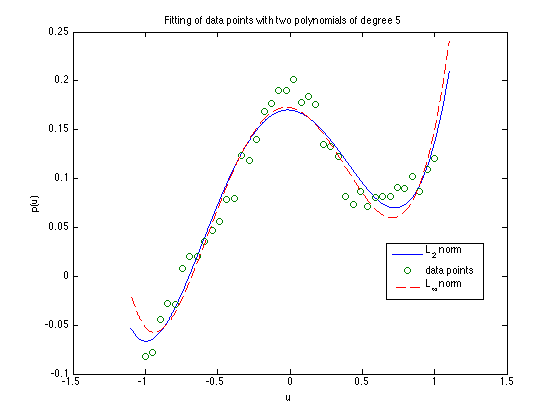 Fitting of data points with two polynomials of degree 5
0.25
0.2
0.15
0.1
0.05
0
-0.05
-0.1
p(u)
L2 norm
data points
L∞ norm
-1.5 -1 -0.5 0 0.5 1 1.5
u